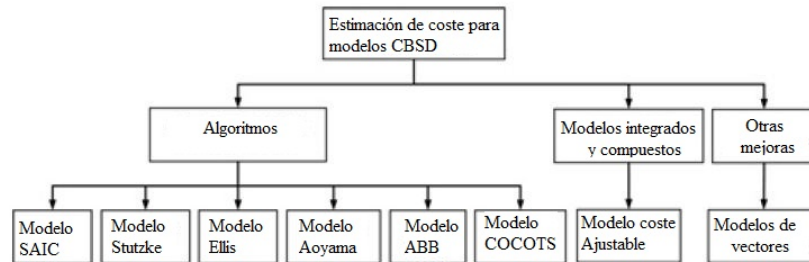 Estimación de coste para
modelos CBSD
Algoritmos
Modelos integrados
y compuestos
Otras
mejoras
Modelo
SAIC
Modelo
Stutzke
Modelo
Ellis
Modelo
Aoyama
Modelo
ABB
Modelo
COCOTS
Modelo coste
Ajustable
Modelos de
vectores